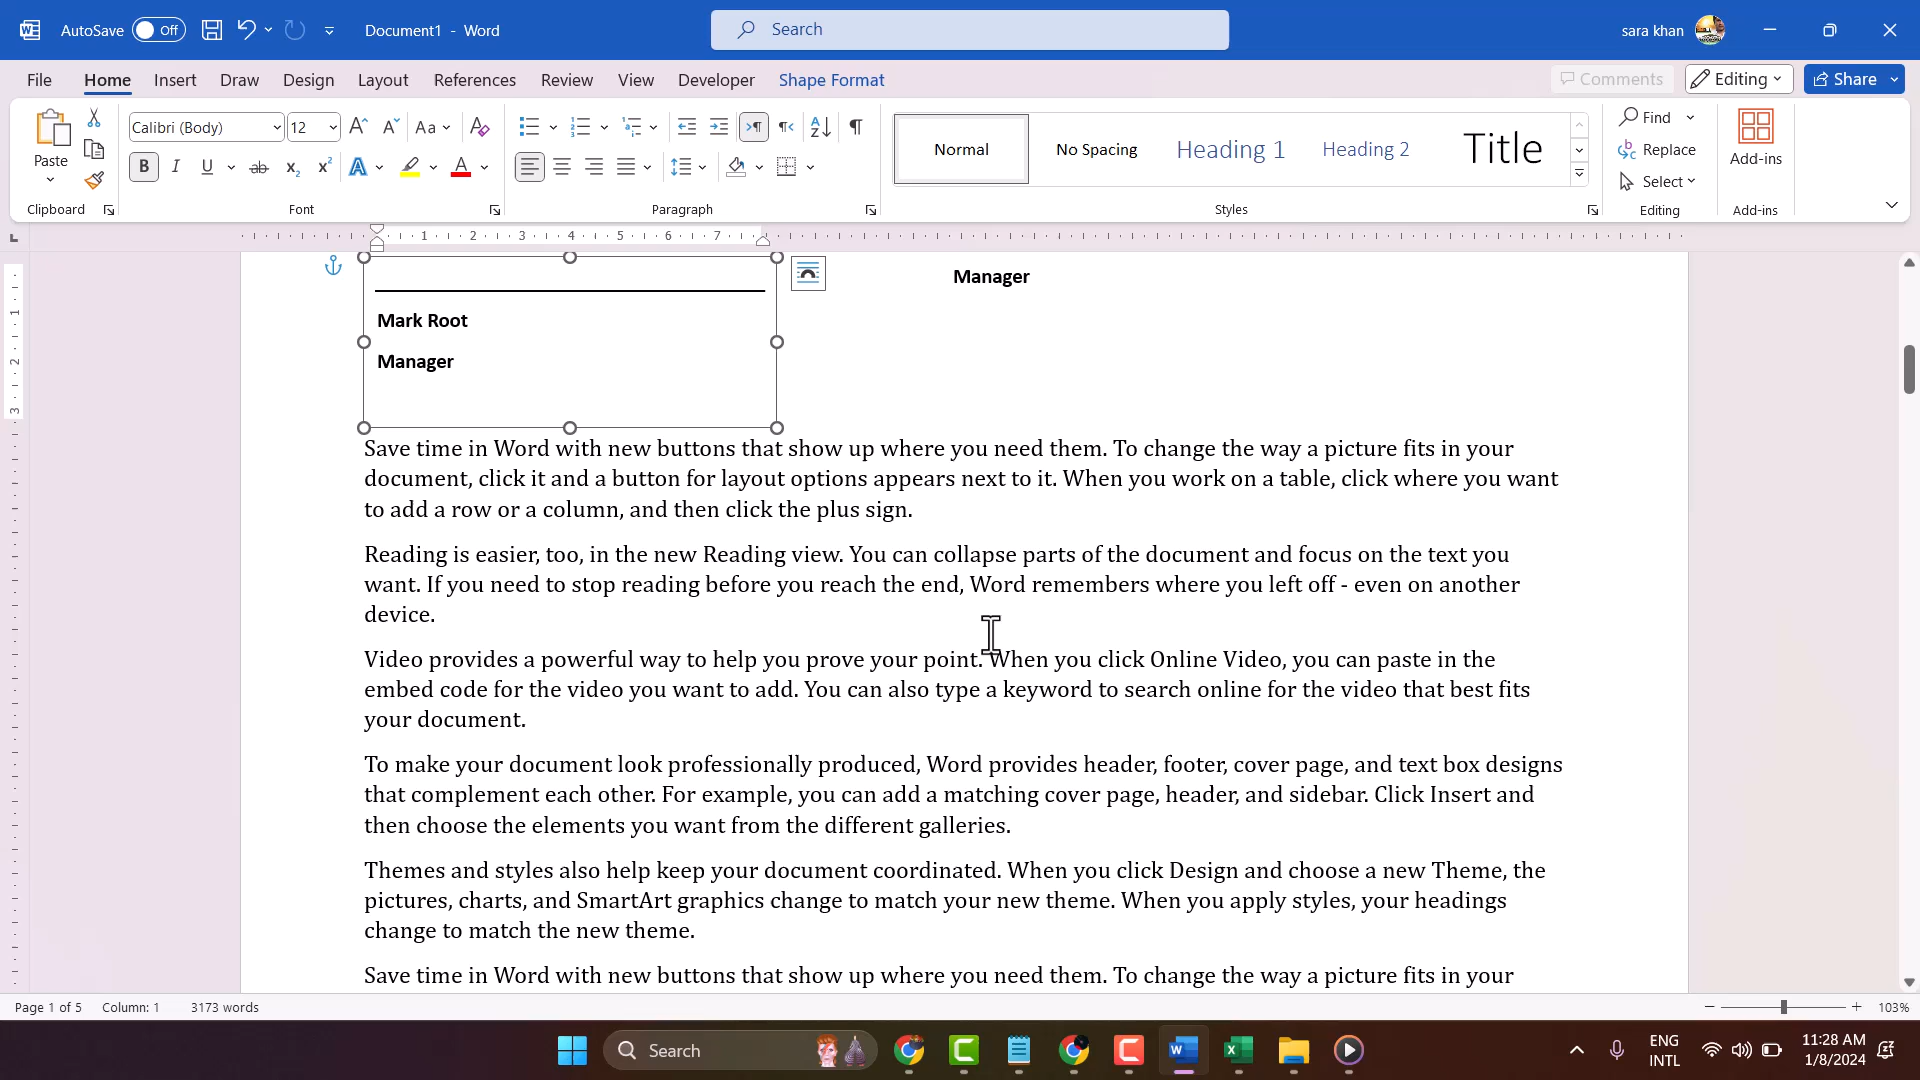 AutoSave Off Document1 - Word Search sara khan
File Home Insert Draw Design Layout References Review View Developer Shape Format Comments Editing Share
Paste Calibri (Body) 12 Aa Normal No Spacing Heading 1 Heading 2 Title Find Replace Select Add-ins
Clipboard Font Paragraph Styles Editing Add-ins
1 2 3 4 5 6 7
Manager
Mark Root
Manager
Save time in Word with new buttons that show up where you need them. To change the way a picture fits in your
document, click it and a button for layout options appears next to it. When you work on a table, click where you want
to add a row or a column, and then click the plus sign.
Reading is easier, too, in the new Reading view. You can collapse parts of the document and focus on the text you
want. If you need to stop reading before you reach the end, Word remembers where you left off - even on another
device.
Video provides a powerful way to help you prove your point. When you click Online Video, you can paste in the
embed code for the video you want to add. You can also type a keyword to search online for the video that best fits
your document.
To make your document look professionally produced, Word provides header, footer, cover page, and text box designs
that complement each other. For example, you can add a matching cover page, header, and sidebar. Click Insert and
then choose the elements you want from the different galleries.
Themes and styles also help keep your document coordinated. When you click Design and choose a new Theme, the
pictures, charts, and SmartArt graphics change to match your new theme. When you apply styles, your headings
change to match the new theme.
Save time in Word with new buttons that show up where you need them. To change the way a picture fits in your
Page 1 of 5 Column: 1 3173 words 103%
Search ENG 11:28 AM
INTL 1/8/2024